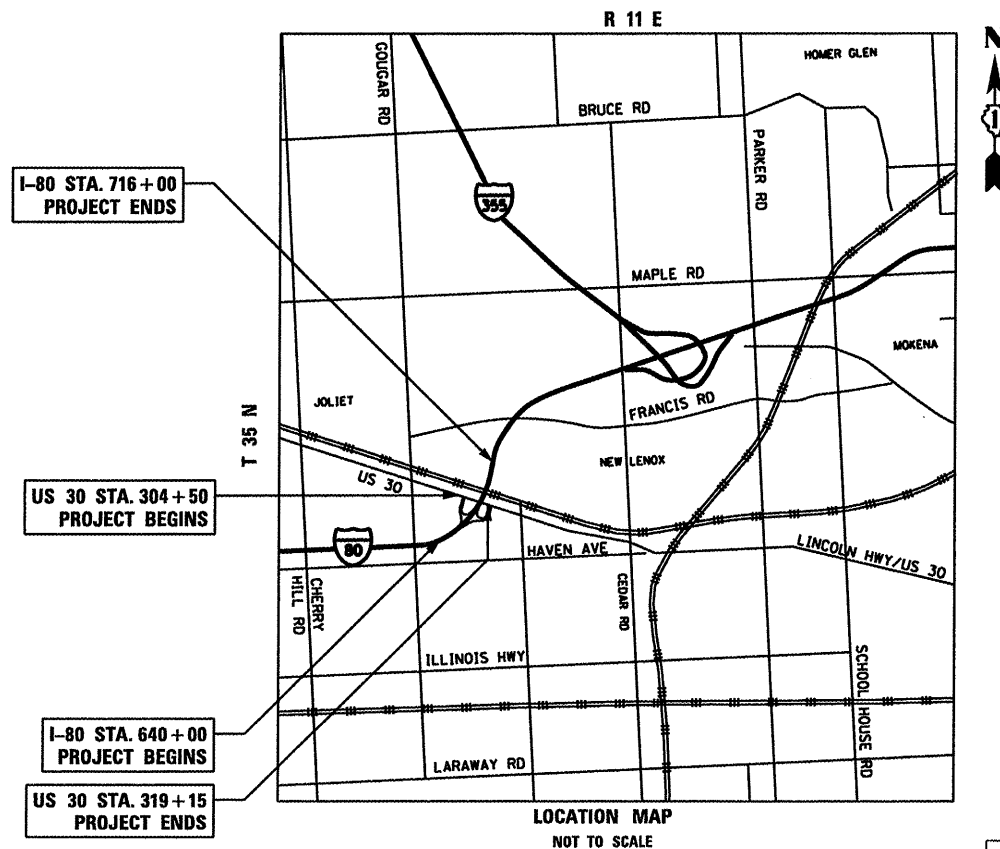 R 11 E
N
HOMER GLEN
GOUGAR RD
BRUCE RD
PARKER RD
I-80 STA. 716+00
PROJECT ENDS
355
MAPLE RD
MOKENA
JOLIET
FRANCIS RD
T 35 N
NEW LENOX
US 30
US 30 STA. 304+50
PROJECT BEGINS
80
HAVEN AVE
LINCOLN HWY/US 30
CHERRY
HILL RD
CEDAR RD
ILLINOIS HWY
SCHOOL HOUSE RD
I-80 STA. 640+00
PROJECT BEGINS
LARAWAY RD
US 30 STA. 319+15
PROJECT ENDS
LOCATION MAP
NOT TO SCALE